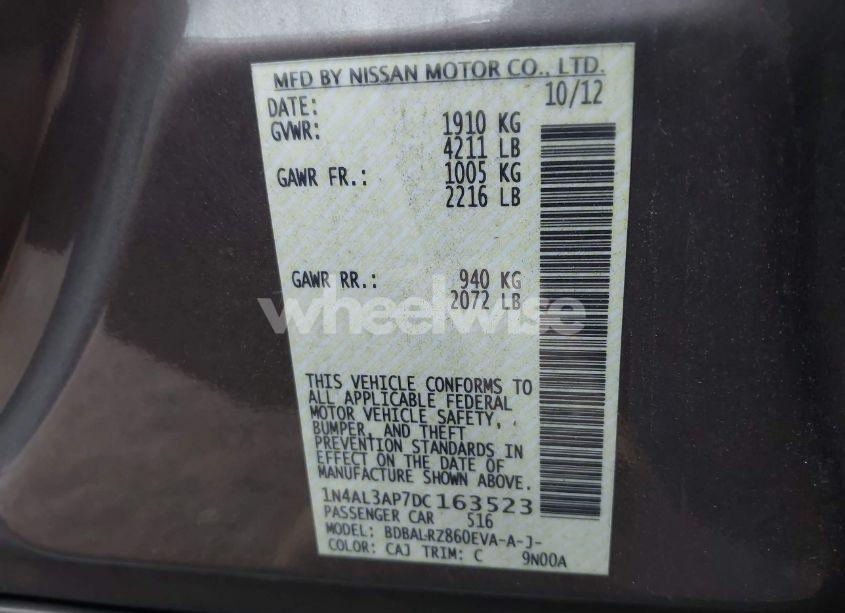 MFD BY NISSAN MOTOR CO., LTD.
DATE: 10/12
GVWR: 1910 KG
4211 LB
GAWR FR.: 1005 KG
2216 LB
GAWR RR.: 940 KG
2072 LB
wheelwise
THIS VEHICLE CONFORMS TO
ALL APPLICABLE FEDERAL
MOTOR VEHICLE SAFETY,
BUMPER, AND THEFT
PREVENTION STANDARDS IN
EFFECT ON THE DATE OF
MANUFACTURE SHOWN ABOVE.
1N4AL3AP7DC163523
PASSENGER CAR 516
MODEL: BDBALRZ860EVA-A-J-
COLOR: CAJ TRIM: C 9N00A